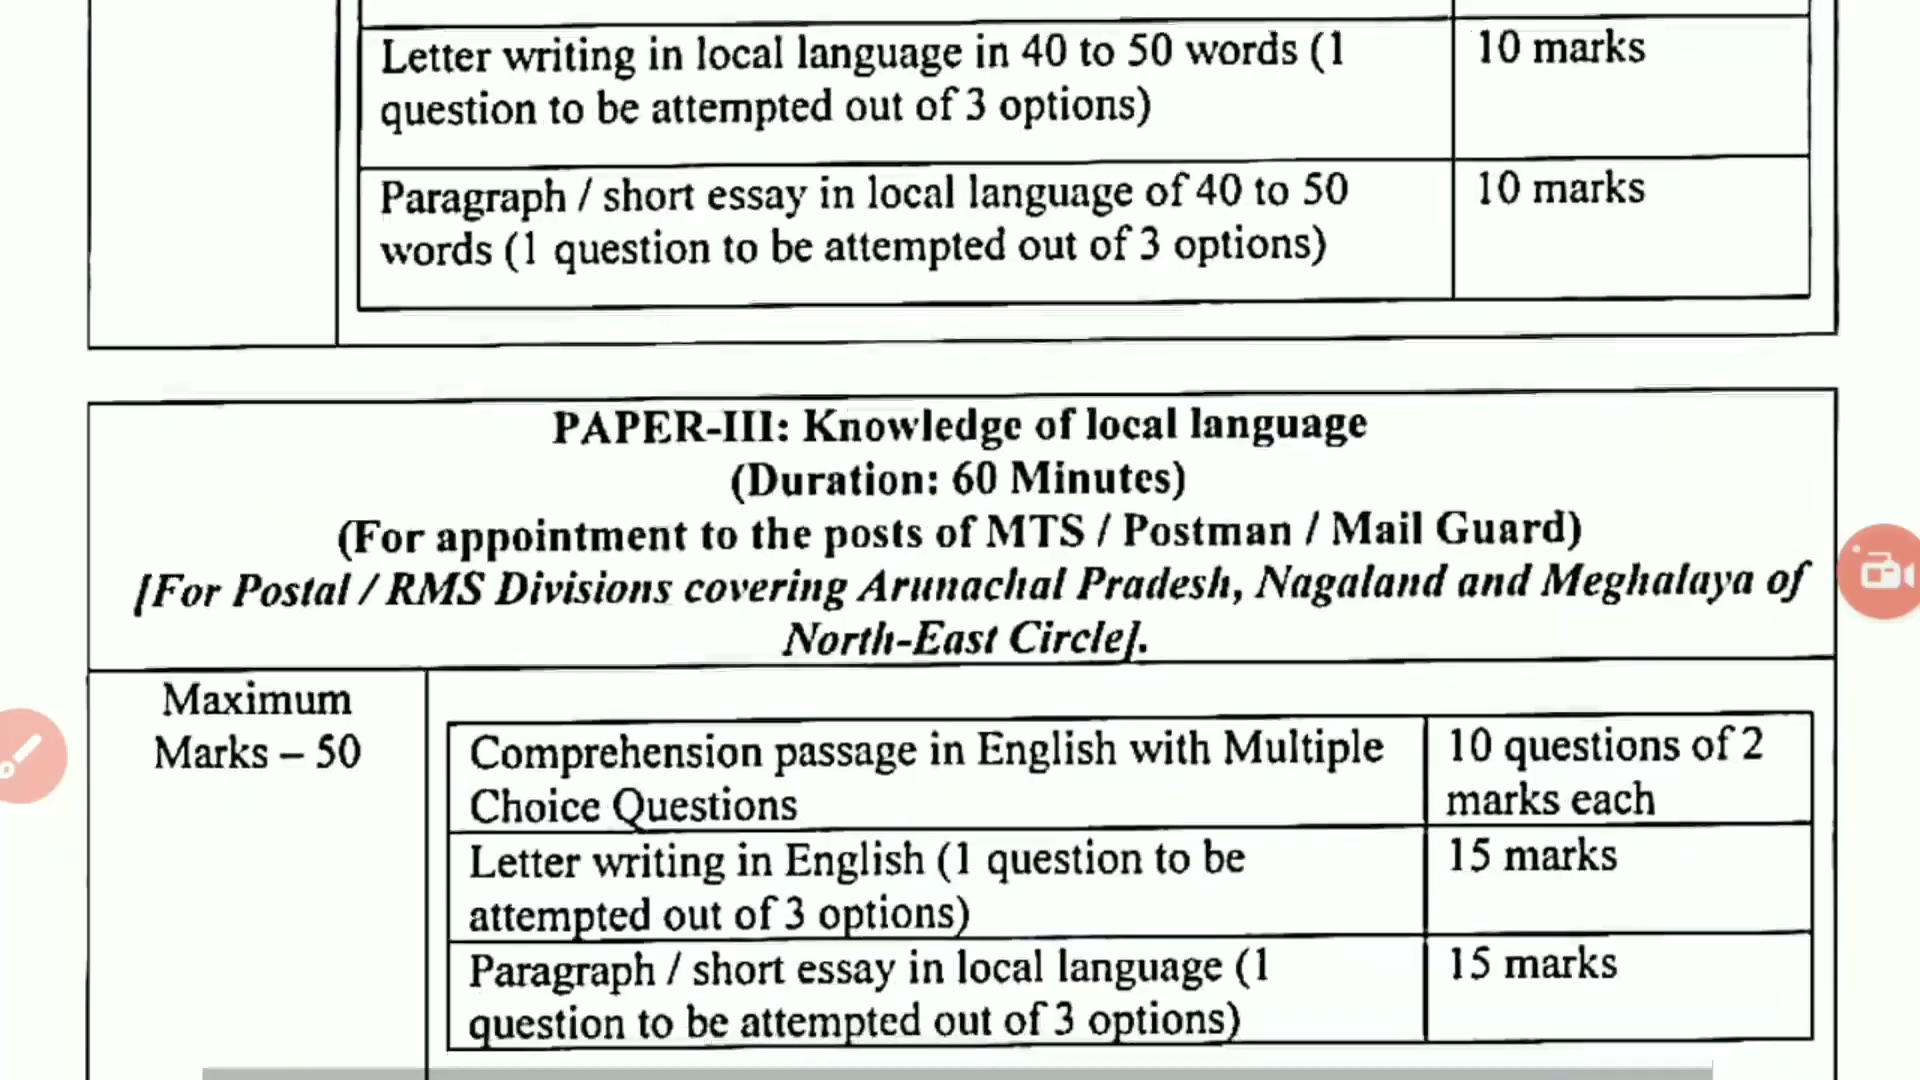 Letter writing in local language in 40 to 50 words (1
question to be attempted out of 3 options)
10 marks
Paragraph / short essay in local language of 40 to 50
words (1 question to be attempted out of 3 options)
10 marks
PAPER-III: Knowledge of local language
(Duration: 60 Minutes)
(For appointment to the posts of MTS / Postman / Mail Guard)
[For Postal / RMS Divisions covering Arunachal Pradesh, Nagaland and Meghalaya of
North-East Circle].
Maximum
Marks – 50
Comprehension passage in English with Multiple
Choice Questions
10 questions of 2
marks each
Letter writing in English (1 question to be
attempted out of 3 options)
15 marks
Paragraph / short essay in local language (1
question to be attempted out of 3 options)
15 marks